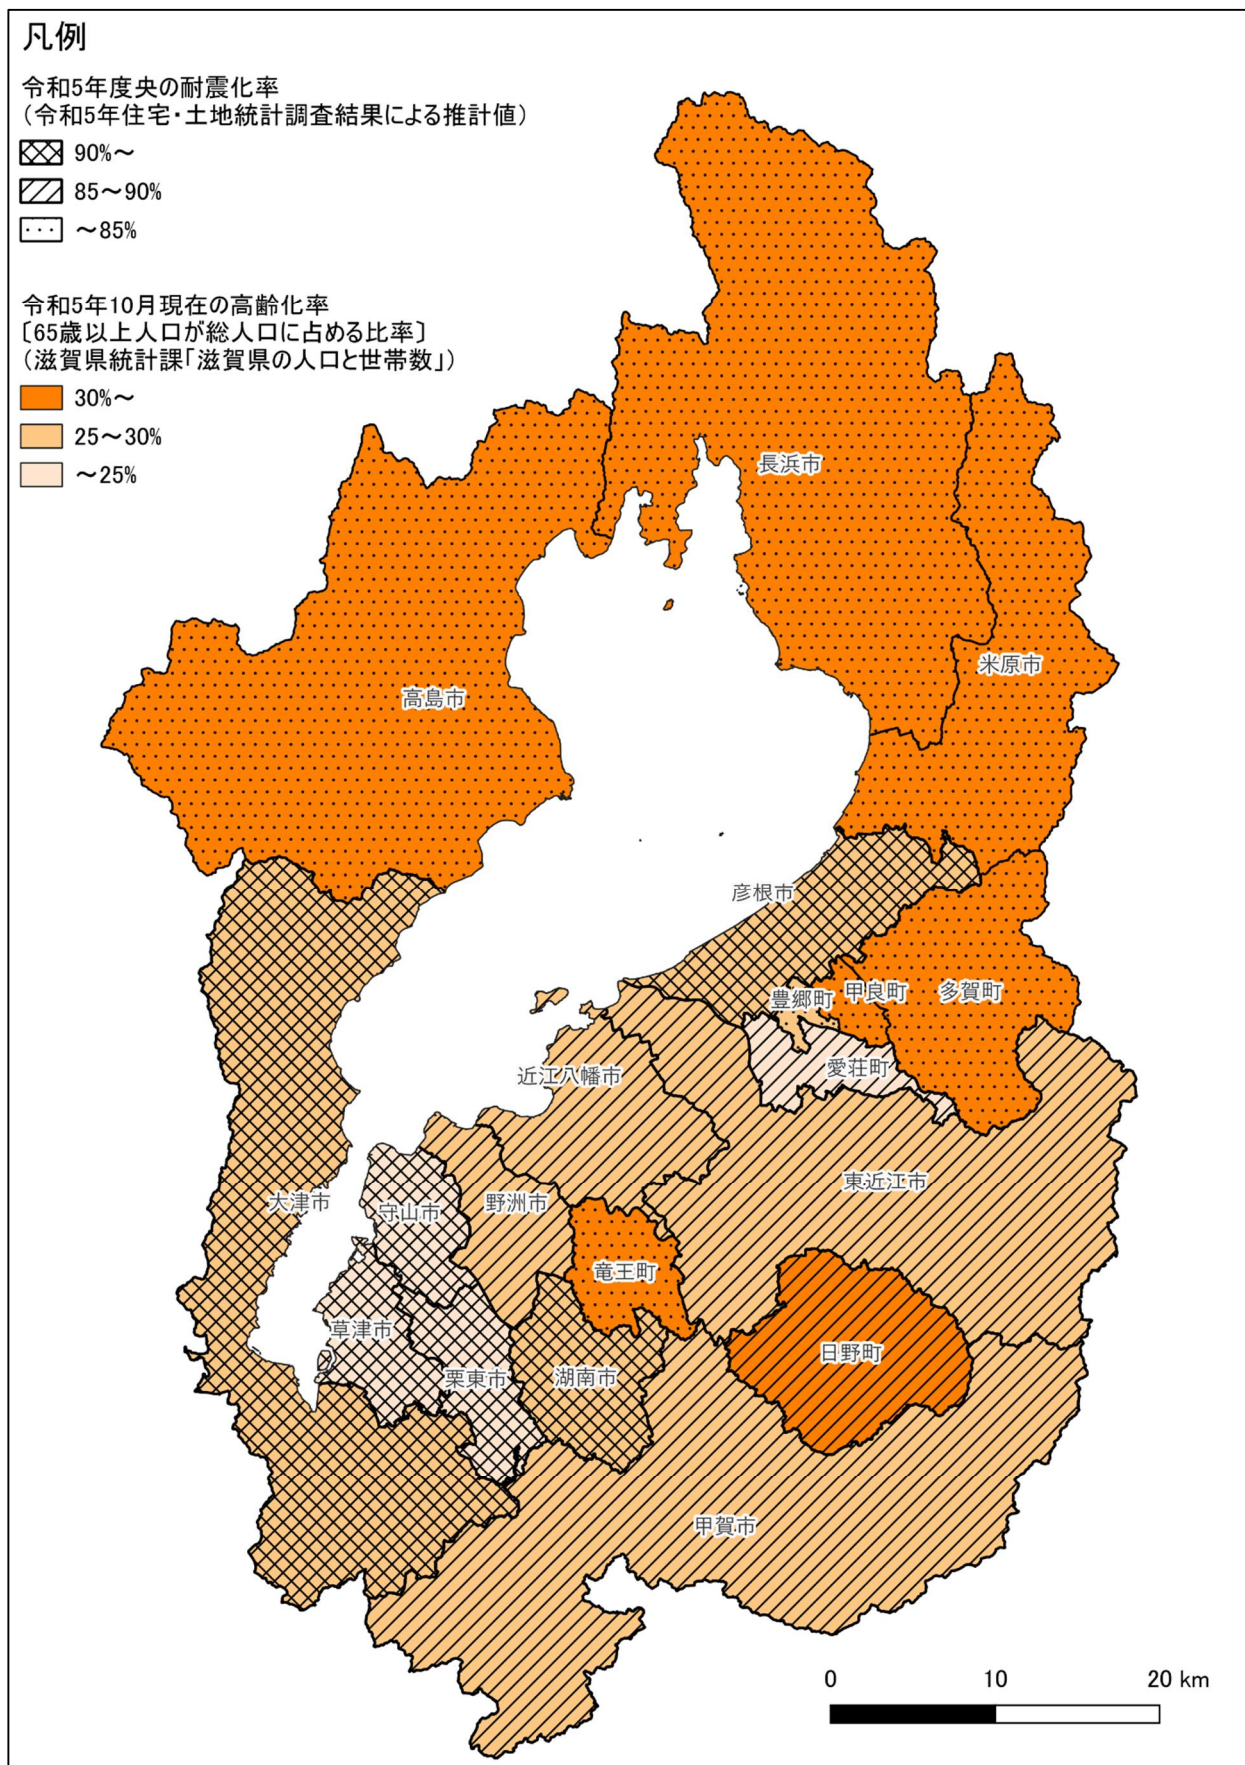 凡例
令和5年度央の耐震化率
（令和5年住宅・土地統計調査結果による推計値）
90%～
85～90%
～85%
令和5年10月現在の高齢化率
〔65歳以上人口が総人口に占める比率〕
（滋賀県統計課「滋賀県の人口と世帯数」）
30%～
25～30%
～25%
長浜市
米原市
高島市
彦根市
豊郷町
甲良町
多賀町
愛荘町
近江八幡市
東近江市
大津市
守山市
野洲市
竜王町
草津市
栗東市
湖南市
日野町
甲賀市
0 10 20 km